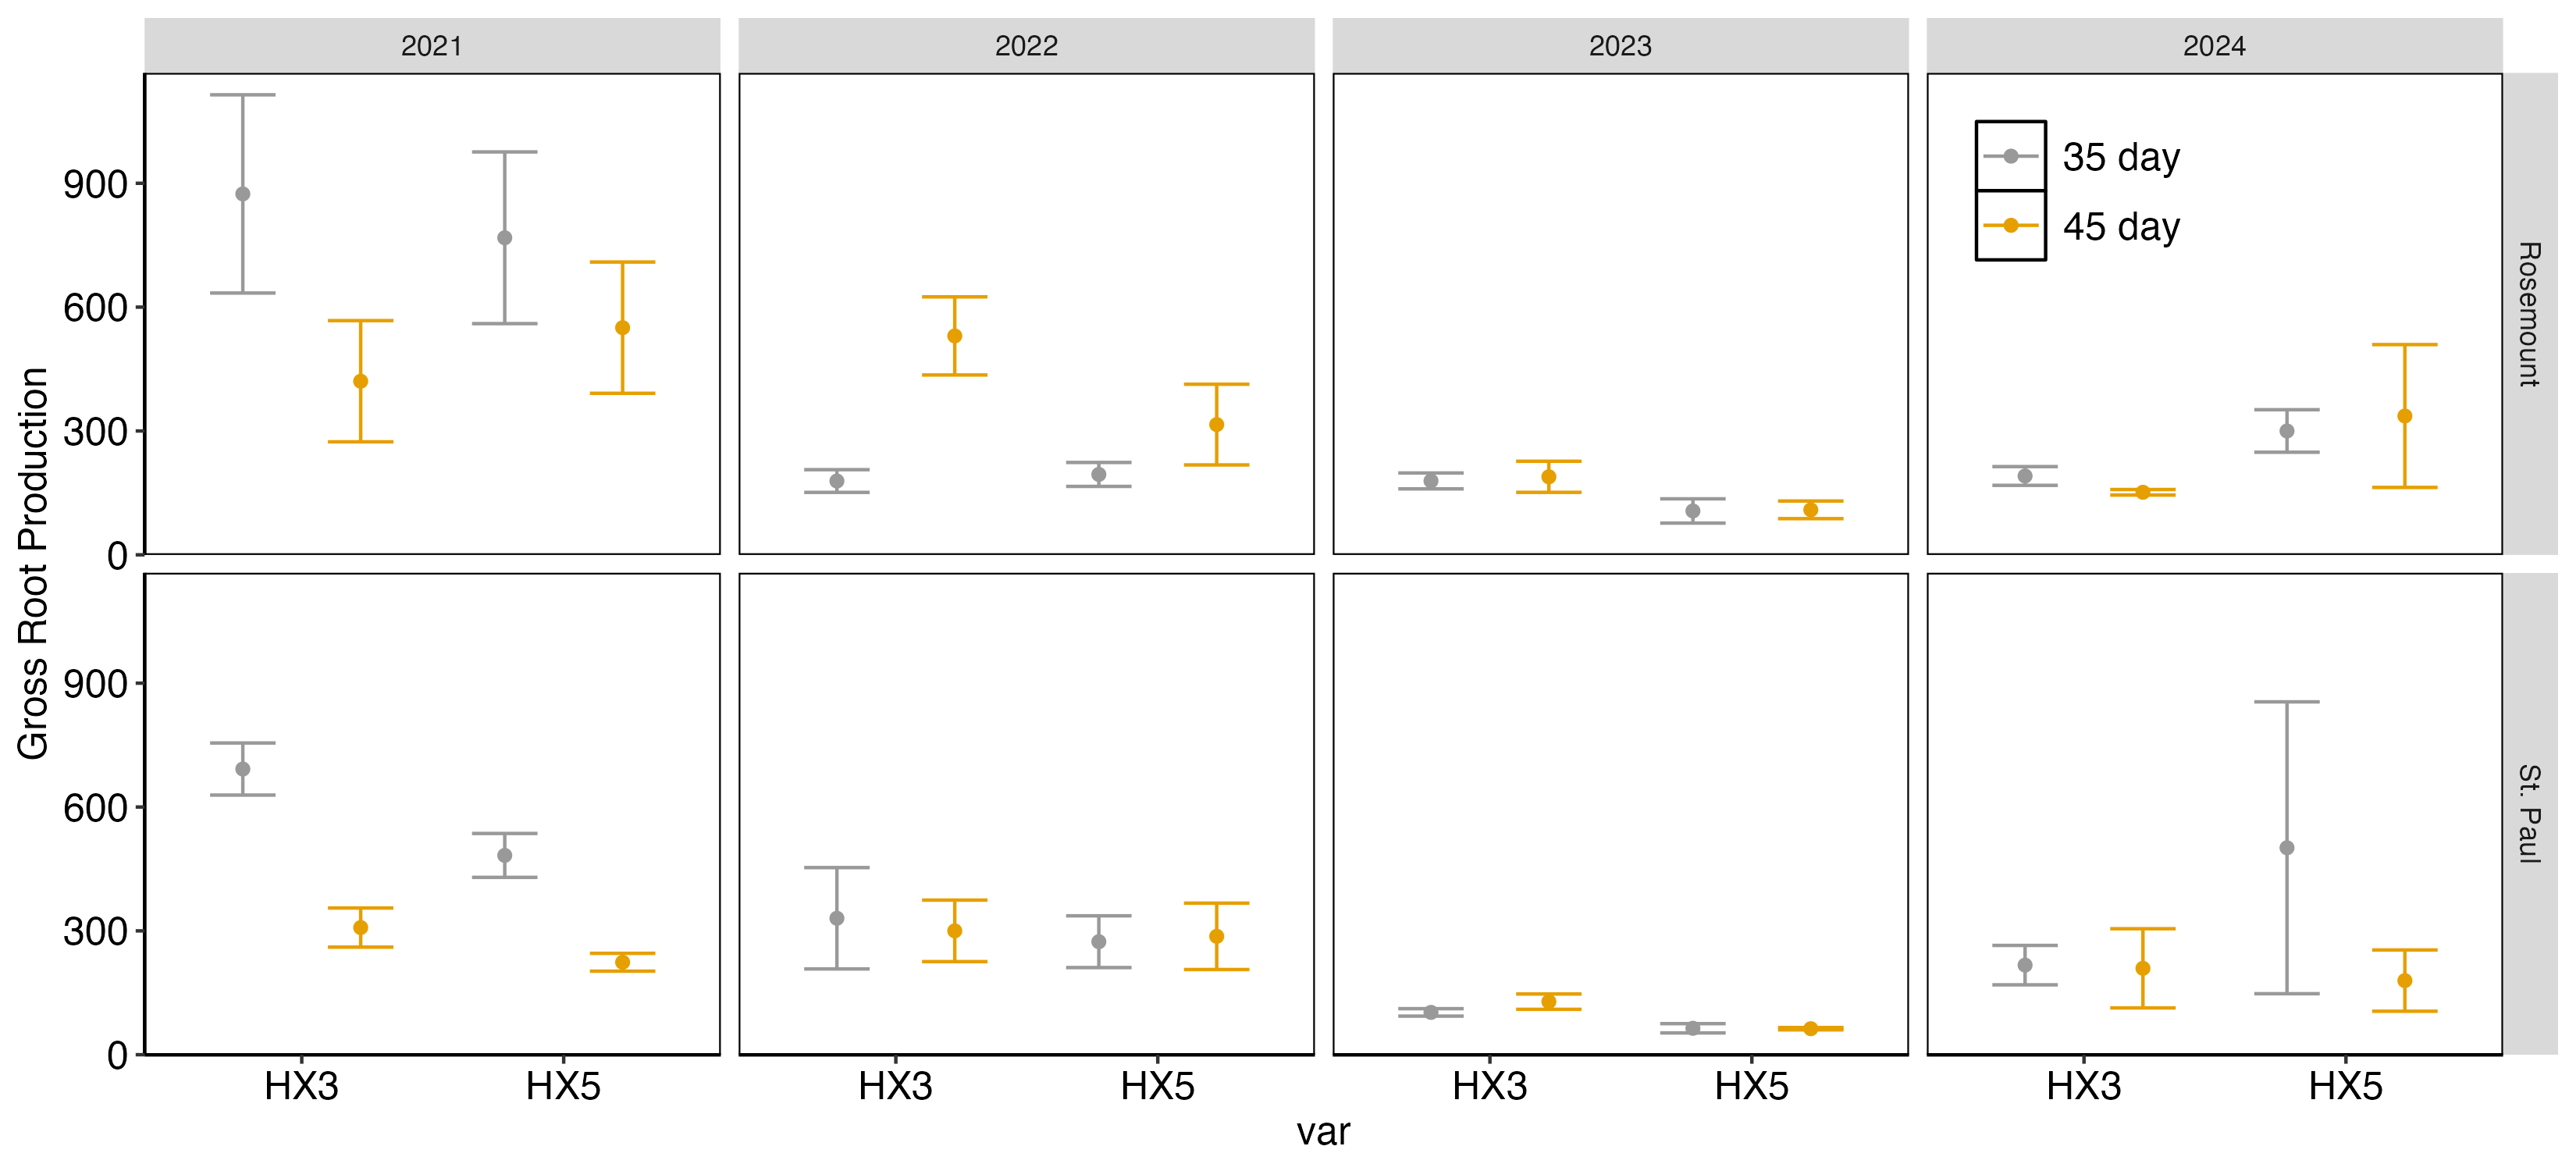 2021 2022 2023 2024
35 day
45 day
Rosemount
900
600
300
0
Gross Root Production
St. Paul
900
600
300
0
HX3 HX5 HX3 HX5 HX3 HX5 HX3 HX5
var